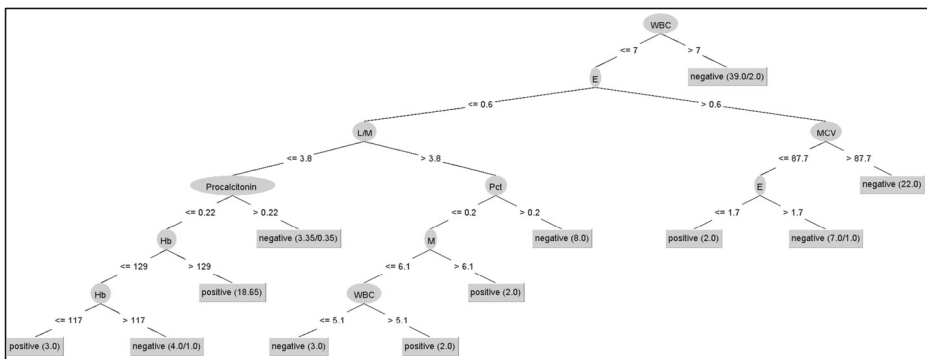 WBC
<= 7 > 7
E negative (39.0/2.0)
<= 0.6 > 0.6
L/M MCV
<= 3.8 > 3.8 <= 87.7 > 87.7
Procalcitonin Pct E negative (22.0)
<= 0.22 > 0.22 <= 0.2 > 0.2 <= 1.7 > 1.7
Hb negative (3.35/0.35) M negative (8.0) positive (2.0) negative (7.0/1.0)
<= 129 > 129 <= 6.1 > 6.1
Hb positive (18.65) WBC positive (2.0)
<= 117 > 117 <= 5.1 > 5.1
positive (3.0) negative (4.0/1.0) negative (3.0) positive (2.0)